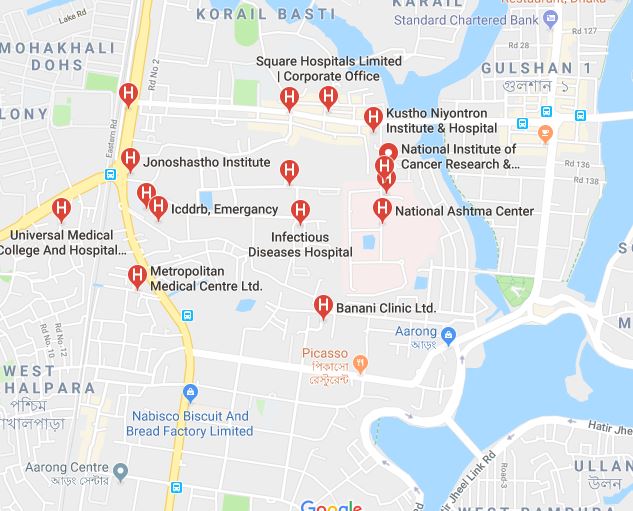 Lake Rd
KORAIL BASTI
KARAIL
Restaurant, Dhaka
Standard Chartered Bank
Rd 28
MOHAKHALI
DOHS
Rd No 2
Rd 27
GULSHAN 1
গুলশান ১
Square Hospitals Limited
| Corporate Office
LONY
Eastern Rd
Kustho Niyontron
Institute & Hospital
National Institute of
Cancer Research &...
Rd 136
Rd 138
Jonoshastho Institute
Icddrb, Emergancy
National Ashtma Center
Universal Medical
College And Hospital...
Infectious
Diseases Hospital
Metropolitan
Medical Centre Ltd.
Banani Clinic Ltd.
Aarong
আড়ং
Picasso
পিকাসো
রেস্টুরেন্ট
Rd No. 10
Rd No. 12
WEST
HALPARA
পশ্চিম
াখালপাড়া
Nabisco Biscuit And
Bread Factory Limited
Hatir Jheel Link Rd
Hatir Jh
Road-3
Aarong Centre
আড়ং সেন্টার
ULLAN
উলন
Google
WEST RAMPURA